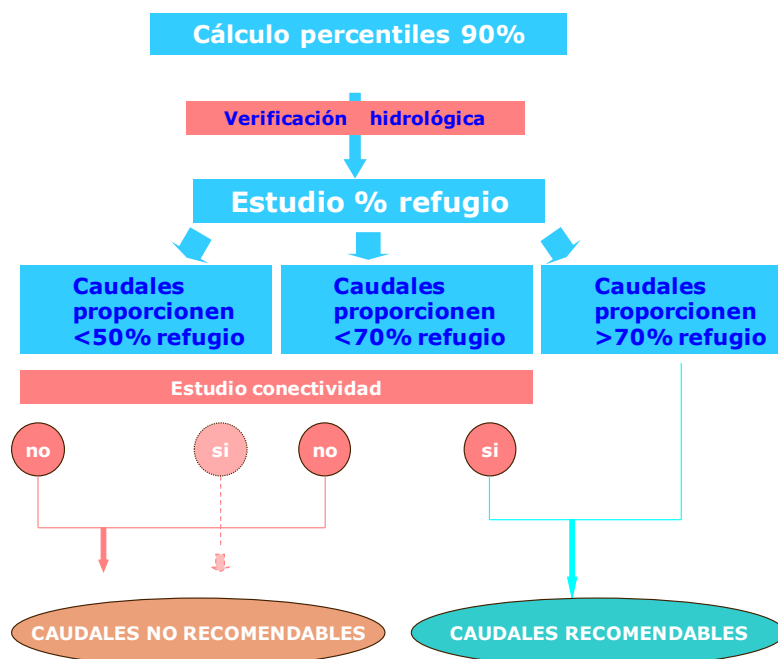 Cálculo percentiles 90%
Verificación hidrológica
Estudio % refugio
Caudales
proporcionen
<50% refugio
Caudales
proporcionen
<70% refugio
Caudales
proporcionen
>70% refugio
Estudio conectividad
no
si
no
si
CAUDALES NO RECOMENDABLES
CAUDALES RECOMENDABLES